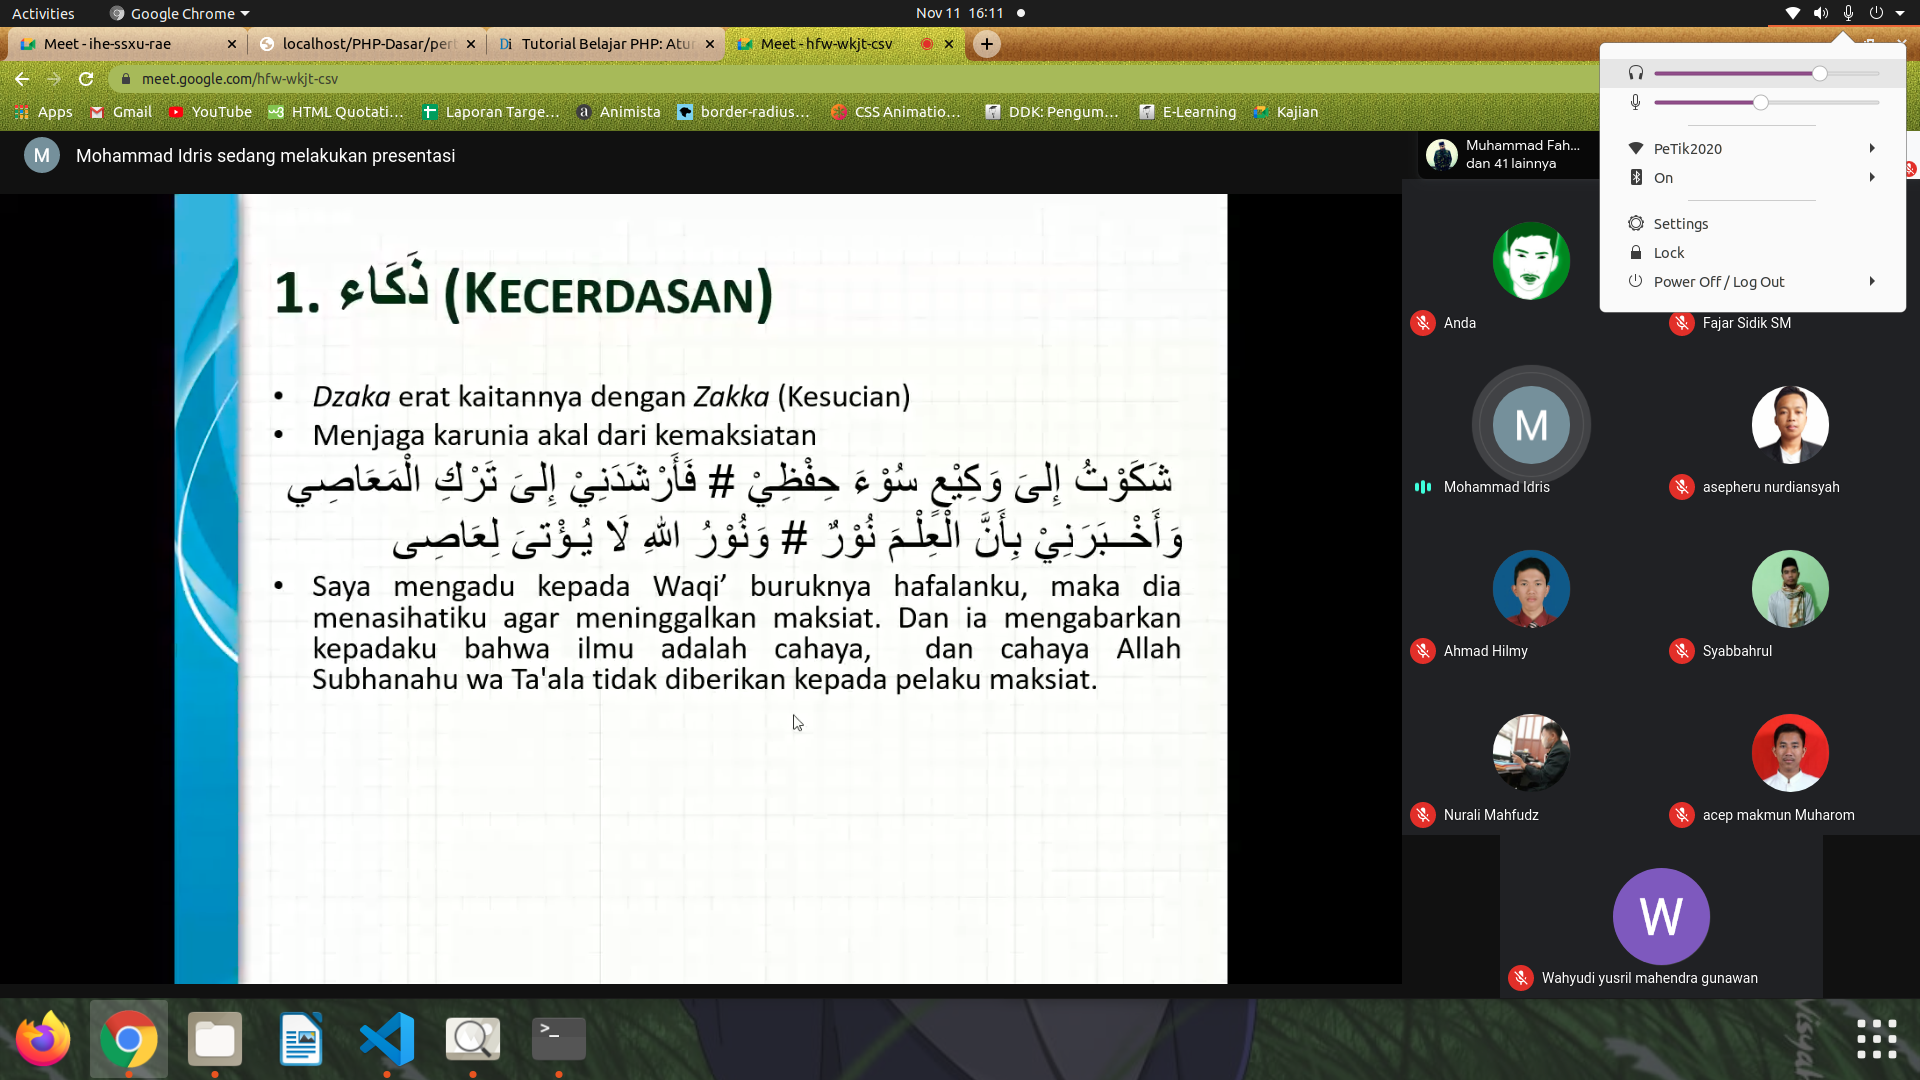 Activities
Google Chrome
Nov 11 16:11
Meet - ihe-ssxu-rae
localhost/PHP-Dasar/pert
Tutorial Belajar PHP: Atur
Meet - hfw-wkjt-csv
meet.google.com/hfw-wkjt-csv
Apps
Gmail
YouTube
HTML Quotati...
Laporan Targe...
Animista
border-radius...
CSS Animatio...
DDK: Pengum...
E-Learning
Kajian
M
Mohammad Idris sedang melakukan presentasi
Muhammad Fah...
dan 41 lainnya
PeTik2020
On
Settings
Lock
Power Off / Log Out
1. ذَكَاء (KECERDASAN)
• Dzaka erat kaitannya dengan Zakka (Kesucian)
• Menjaga karunia akal dari kemaksiatan
شَكَوْتُ إِلىَ وَكِيْعٍ سُوْءَ حِفْظِيْ # فَأَرْشَدَنِيْ إِلىَ تَرْكِ الْمَعَاصِي
وَأَخْـبَرَنِيْ بِأَنَّ الْعِلْمَ نُوْرٌ # وَنُوْرُ اللهِ لَا يُـؤْتىَ لِعَاصِى
• Saya mengadu kepada Waqi’ buruknya hafalanku, maka dia
menasihatiku agar meninggalkan maksiat. Dan ia mengabarkan
kepadaku bahwa ilmu adalah cahaya, dan cahaya Allah
Subhanahu wa Ta'ala tidak diberikan kepada pelaku maksiat.
Anda
Fajar Sidik SM
M
Mohammad Idris
asepheru nurdiansyah
Ahmad Hilmy
Syabbahrul
Nurali Mahfudz
acep makmun Muharom
W
Wahyudi yusril mahendra gunawan